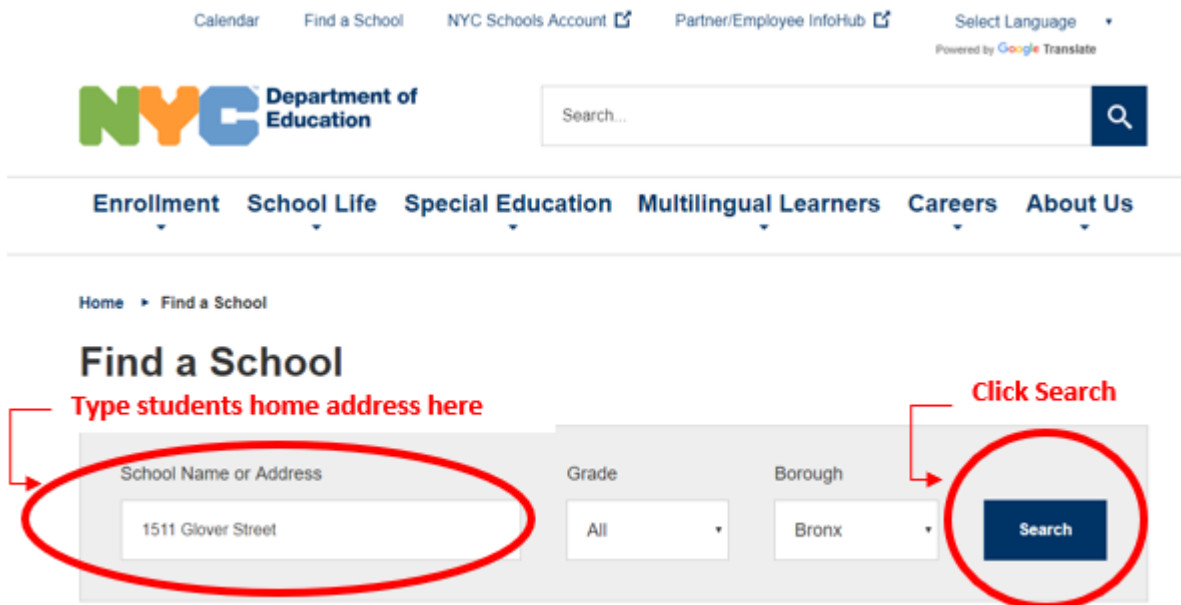 Calendar Find a School NYC Schools Account Partner/Employee InfoHub Select Language
Powered by Google Translate
NYC Department of
Education
Search...
Enrollment School Life Special Education Multilingual Learners Careers About Us
Home Find a School
Find a School
Type students home address here
Click Search
School Name or Address Grade Borough
1511 Glover Street All Bronx Search